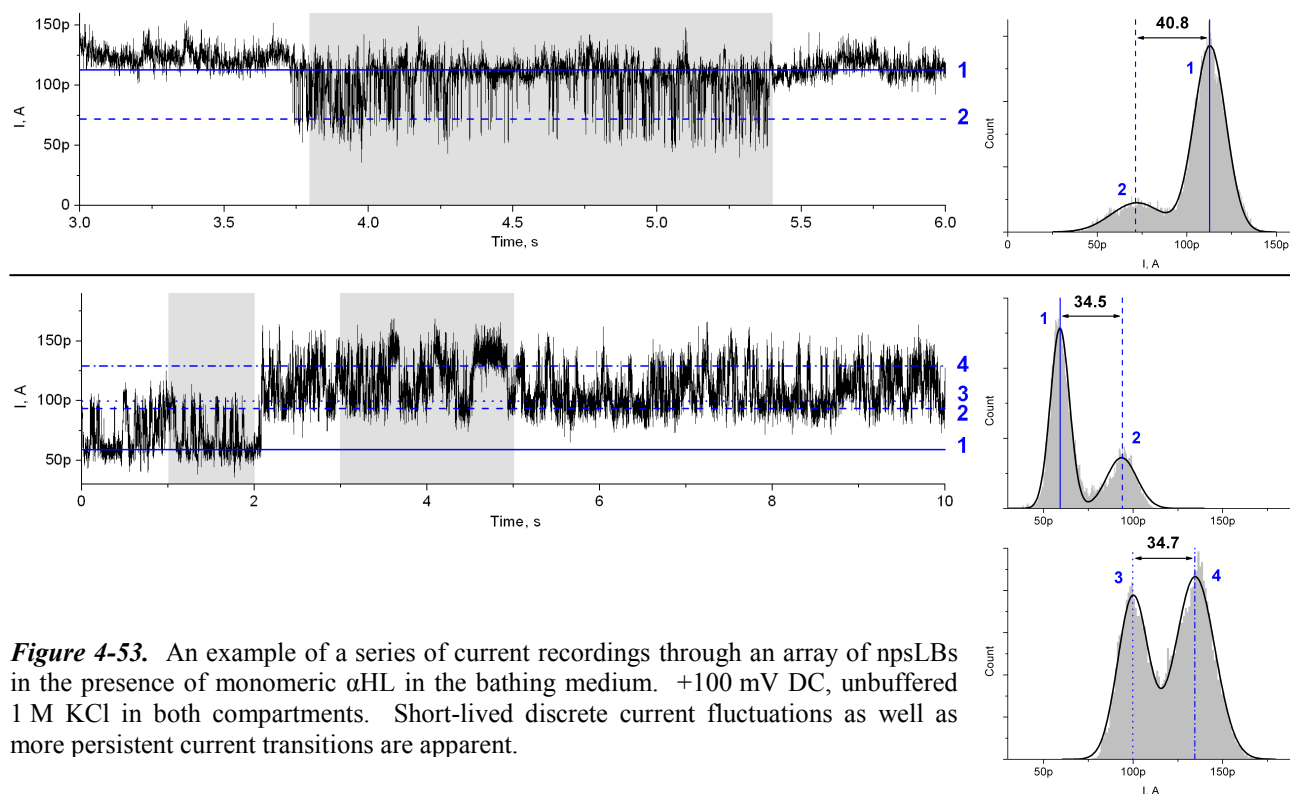 150p
100p
50p
0
I, A
1
2
3.0 3.5 4.0 4.5 5.0 5.5 6.0
Time, s
40.8
1
2
Count
0 50p 100p 150p
I, A
150p
100p
50p
I, A
4
3
2
1
0 2 4 6 8 10
Time, s
34.5
1
2
Count
50p 100p 150p
34.7
3 4
Count
50p 100p 150p
I, A
Figure 4-53. An example of a series of current recordings through an array of npsLBs
in the presence of monomeric αHL in the bathing medium. +100 mV DC, unbuffered
1 M KCl in both compartments. Short-lived discrete current fluctuations as well as
more persistent current transitions are apparent.